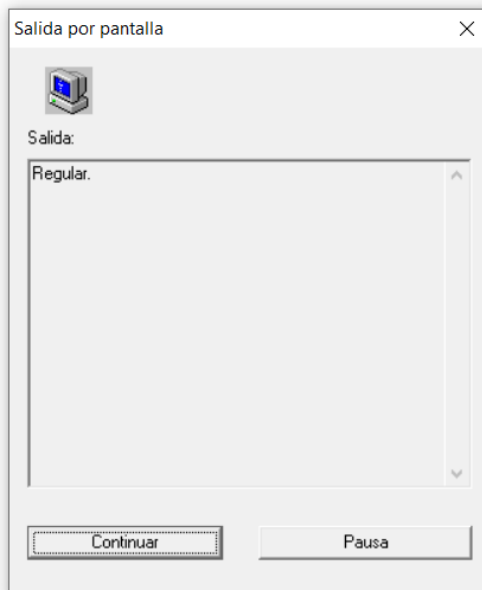 Salida por pantalla
Salida:
Regular.
Continuar
Pausa